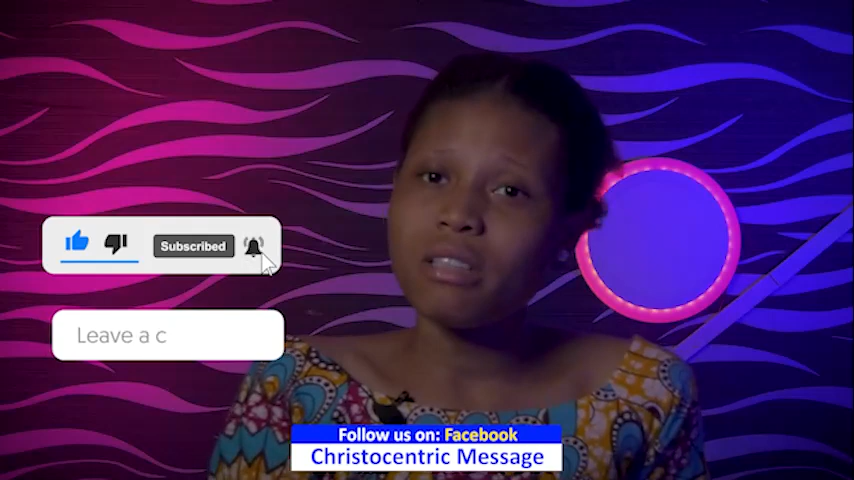 Subscribed
Leave a c
Follow us on: Facebook
Christocentric Message